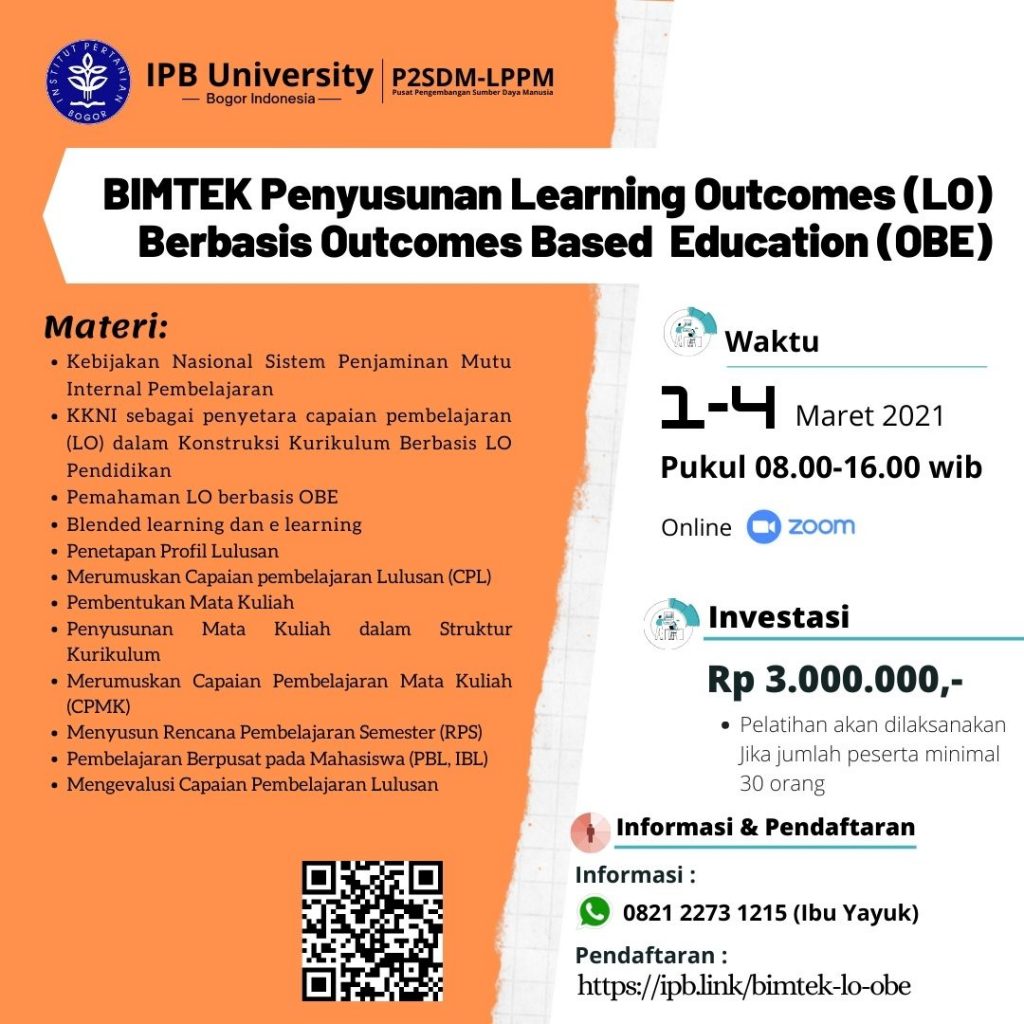 INSTITUT PERTANIAN BOGOR
IPB University
Bogor Indonesia
P2SDM-LPPM
Pusat Pengembangan Sumber Daya Manusia
BIMTEK Penyusunan Learning Outcomes (LO)
Berbasis Outcomes Based Education (OBE)
Materi:
• Kebijakan Nasional Sistem Penjaminan Mutu
Internal Pembelajaran
• KKNI sebagai penyetara capaian pembelajaran
(LO) dalam Konstruksi Kurikulum Berbasis LO
Pendidikan
• Pemahaman LO berbasis OBE
• Blended learning dan e learning
• Penetapan Profil Lulusan
• Merumuskan Capaian pembelajaran Lulusan (CPL)
• Pembentukan Mata Kuliah
• Penyusunan Mata Kuliah dalam Struktur
Kurikulum
• Merumuskan Capaian Pembelajaran Mata Kuliah
(CPMK)
• Menyusun Rencana Pembelajaran Semester (RPS)
• Pembelajaran Berpusat pada Mahasiswa (PBL, IBL)
• Mengevalusi Capaian Pembelajaran Lulusan
Waktu
1-4 Maret 2021
Pukul 08.00-16.00 wib
Online zoom
Investasi
Rp 3.000.000,-
• Pelatihan akan dilaksanakan
Jika jumlah peserta minimal
30 orang
Informasi & Pendaftaran
Informasi :
0821 2273 1215 (Ibu Yayuk)
Pendaftaran :
https://ipb.link/bimtek-lo-obe